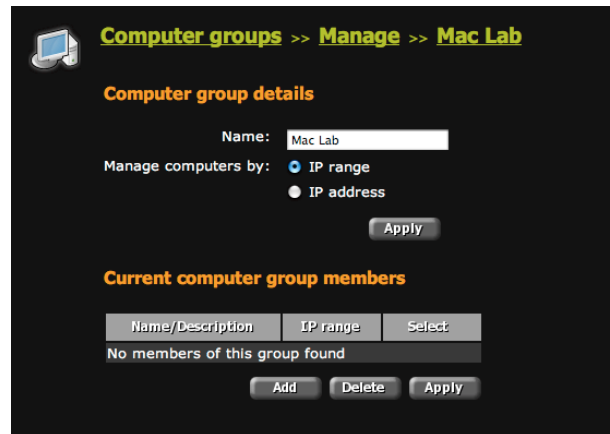 Computer groups >> Manage >> Mac Lab
Computer group details
Name: Mac Lab
Manage computers by: IP range
IP address
Apply
Current computer group members
Name/Description IP range Select
No members of this group found
Add Delete Apply